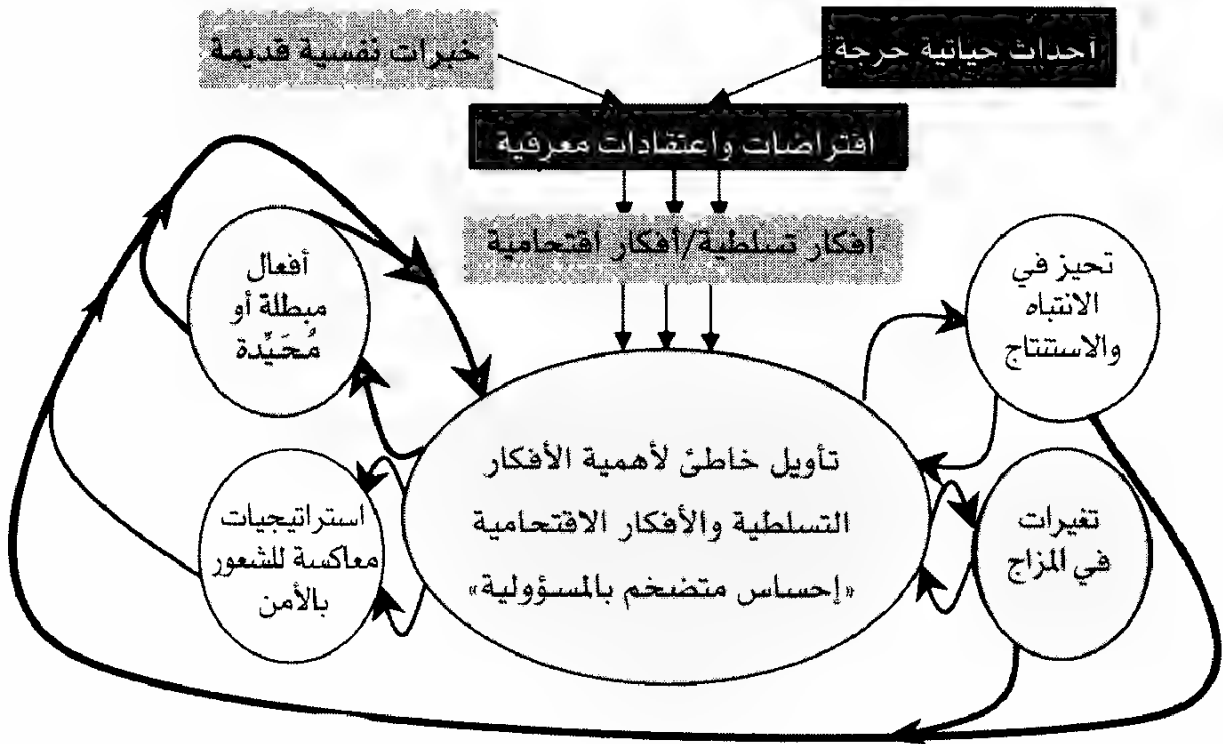 أحداث حياتية حرجة
خبرات نفسية قديمة
افتراضات واعتقادات معرفية
أفكار تسلطية/أفكار اقتحامية
تحيز في
الانتباه
والاستنتاج
أفعال
مبطلة أو
مُحَيِّدة
تأويل خاطئ لأهمية الأفكار
التسلطية والأفكار الاقتحامية
«إحساس متضخم بالمسؤولية»
تغيرات
في المزاج
استراتيجيات
معاكسة للشعور
بالأمن